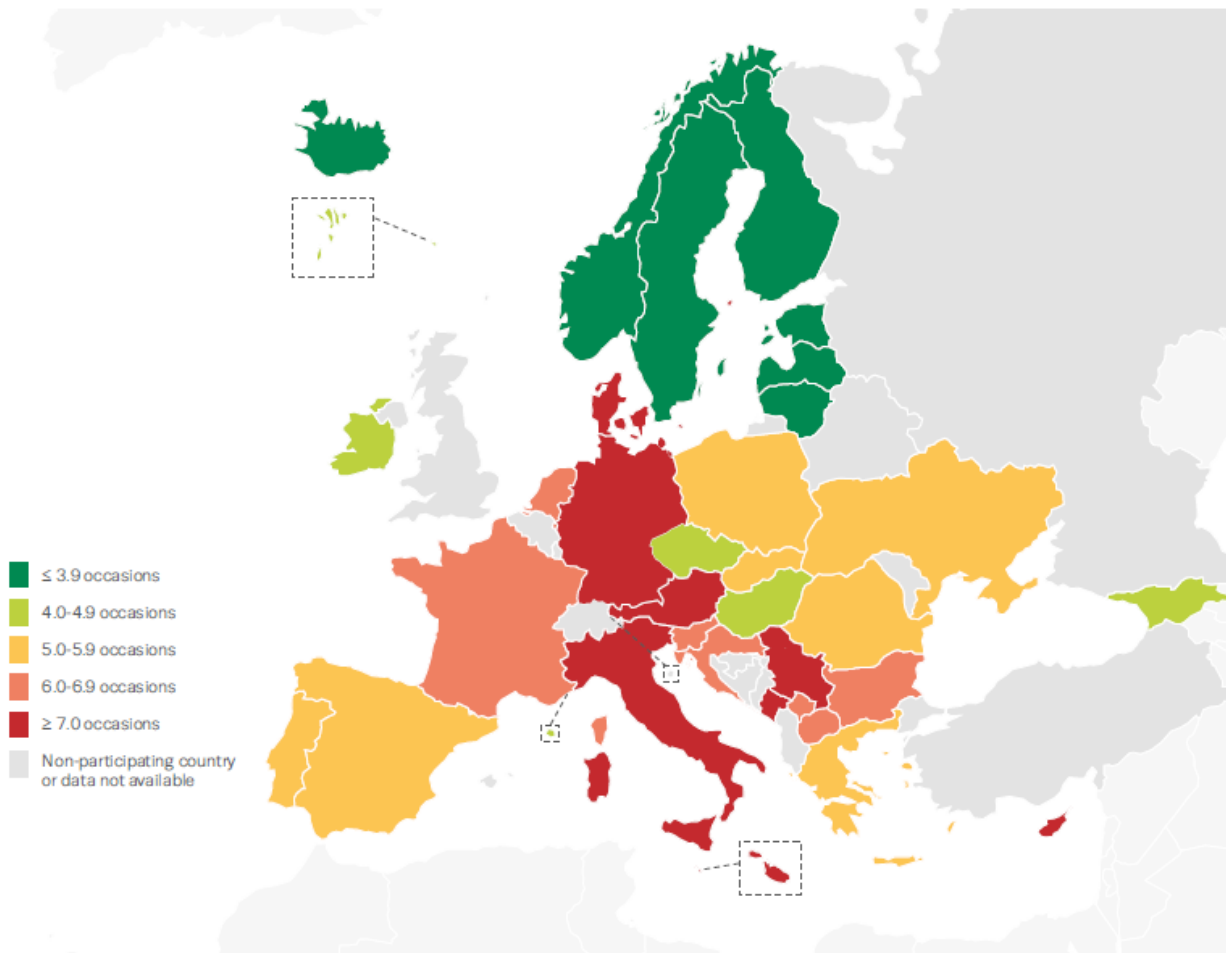 ≤ 3.9 occasions
4.0-4.9 occasions
5.0-5.9 occasions
6.0-6.9 occasions
≥ 7.0 occasions
Non-participating country
or data not available